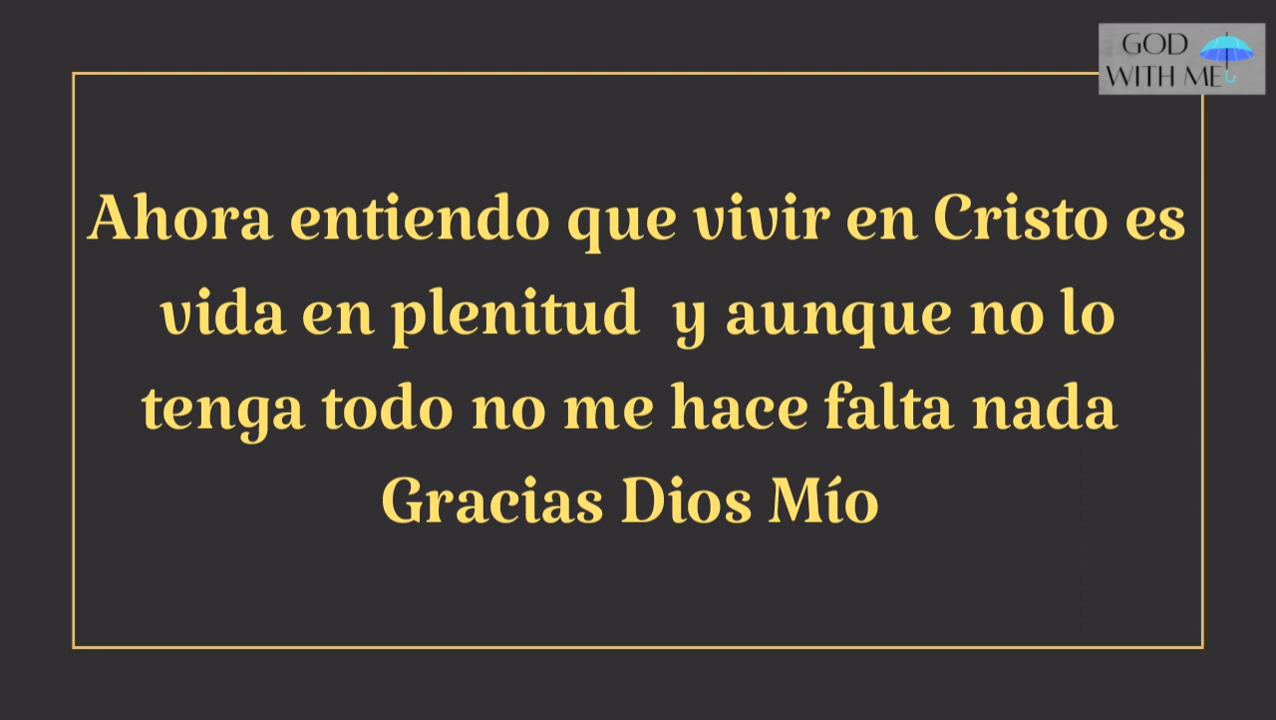 GOD
WITH ME
Ahora entiendo que vivir en Cristo es
vida en plenitud  y aunque no lo
tenga todo no me hace falta nada
Gracias Dios Mío